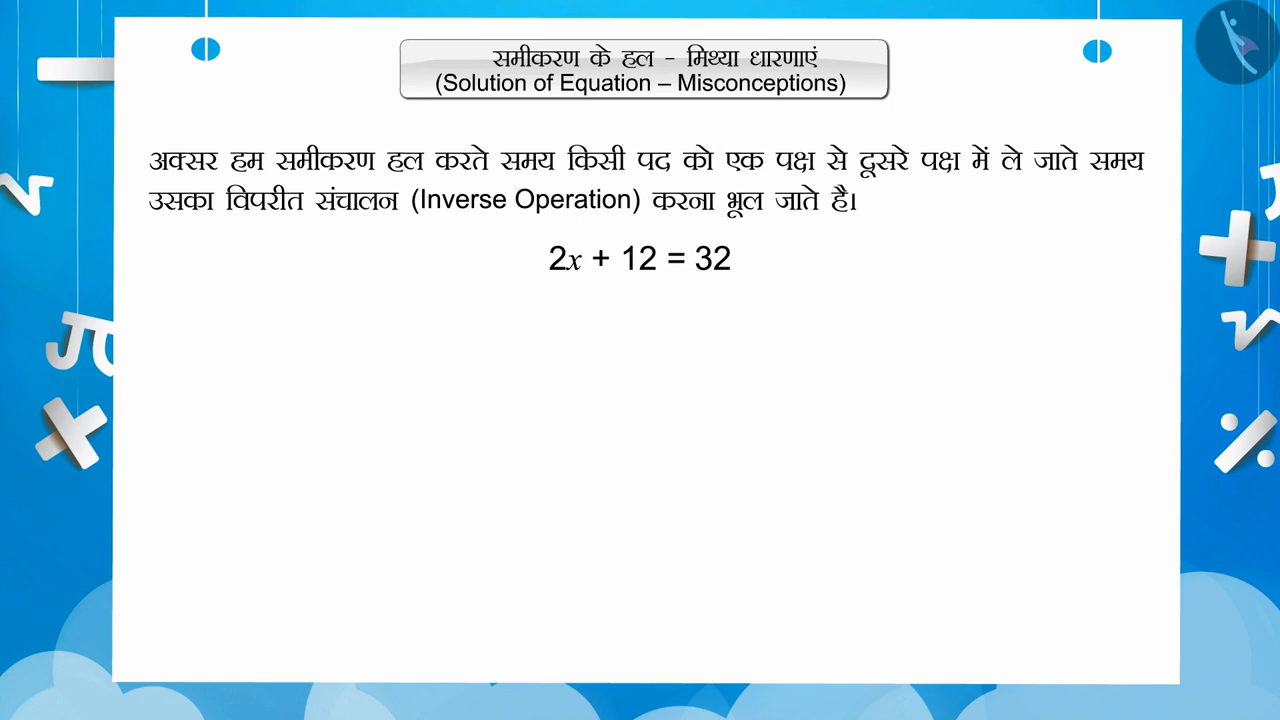 समीकरण के हल - मिथ्या धारणाएं
(Solution of Equation – Misconceptions)
अक्सर हम समीकरण हल करते समय किसी पद को एक पक्ष से दूसरे पक्ष में ले जाते समय
उसका विपरीत संचालन (Inverse Operation) करना भूल जाते है।
2x + 12 = 32